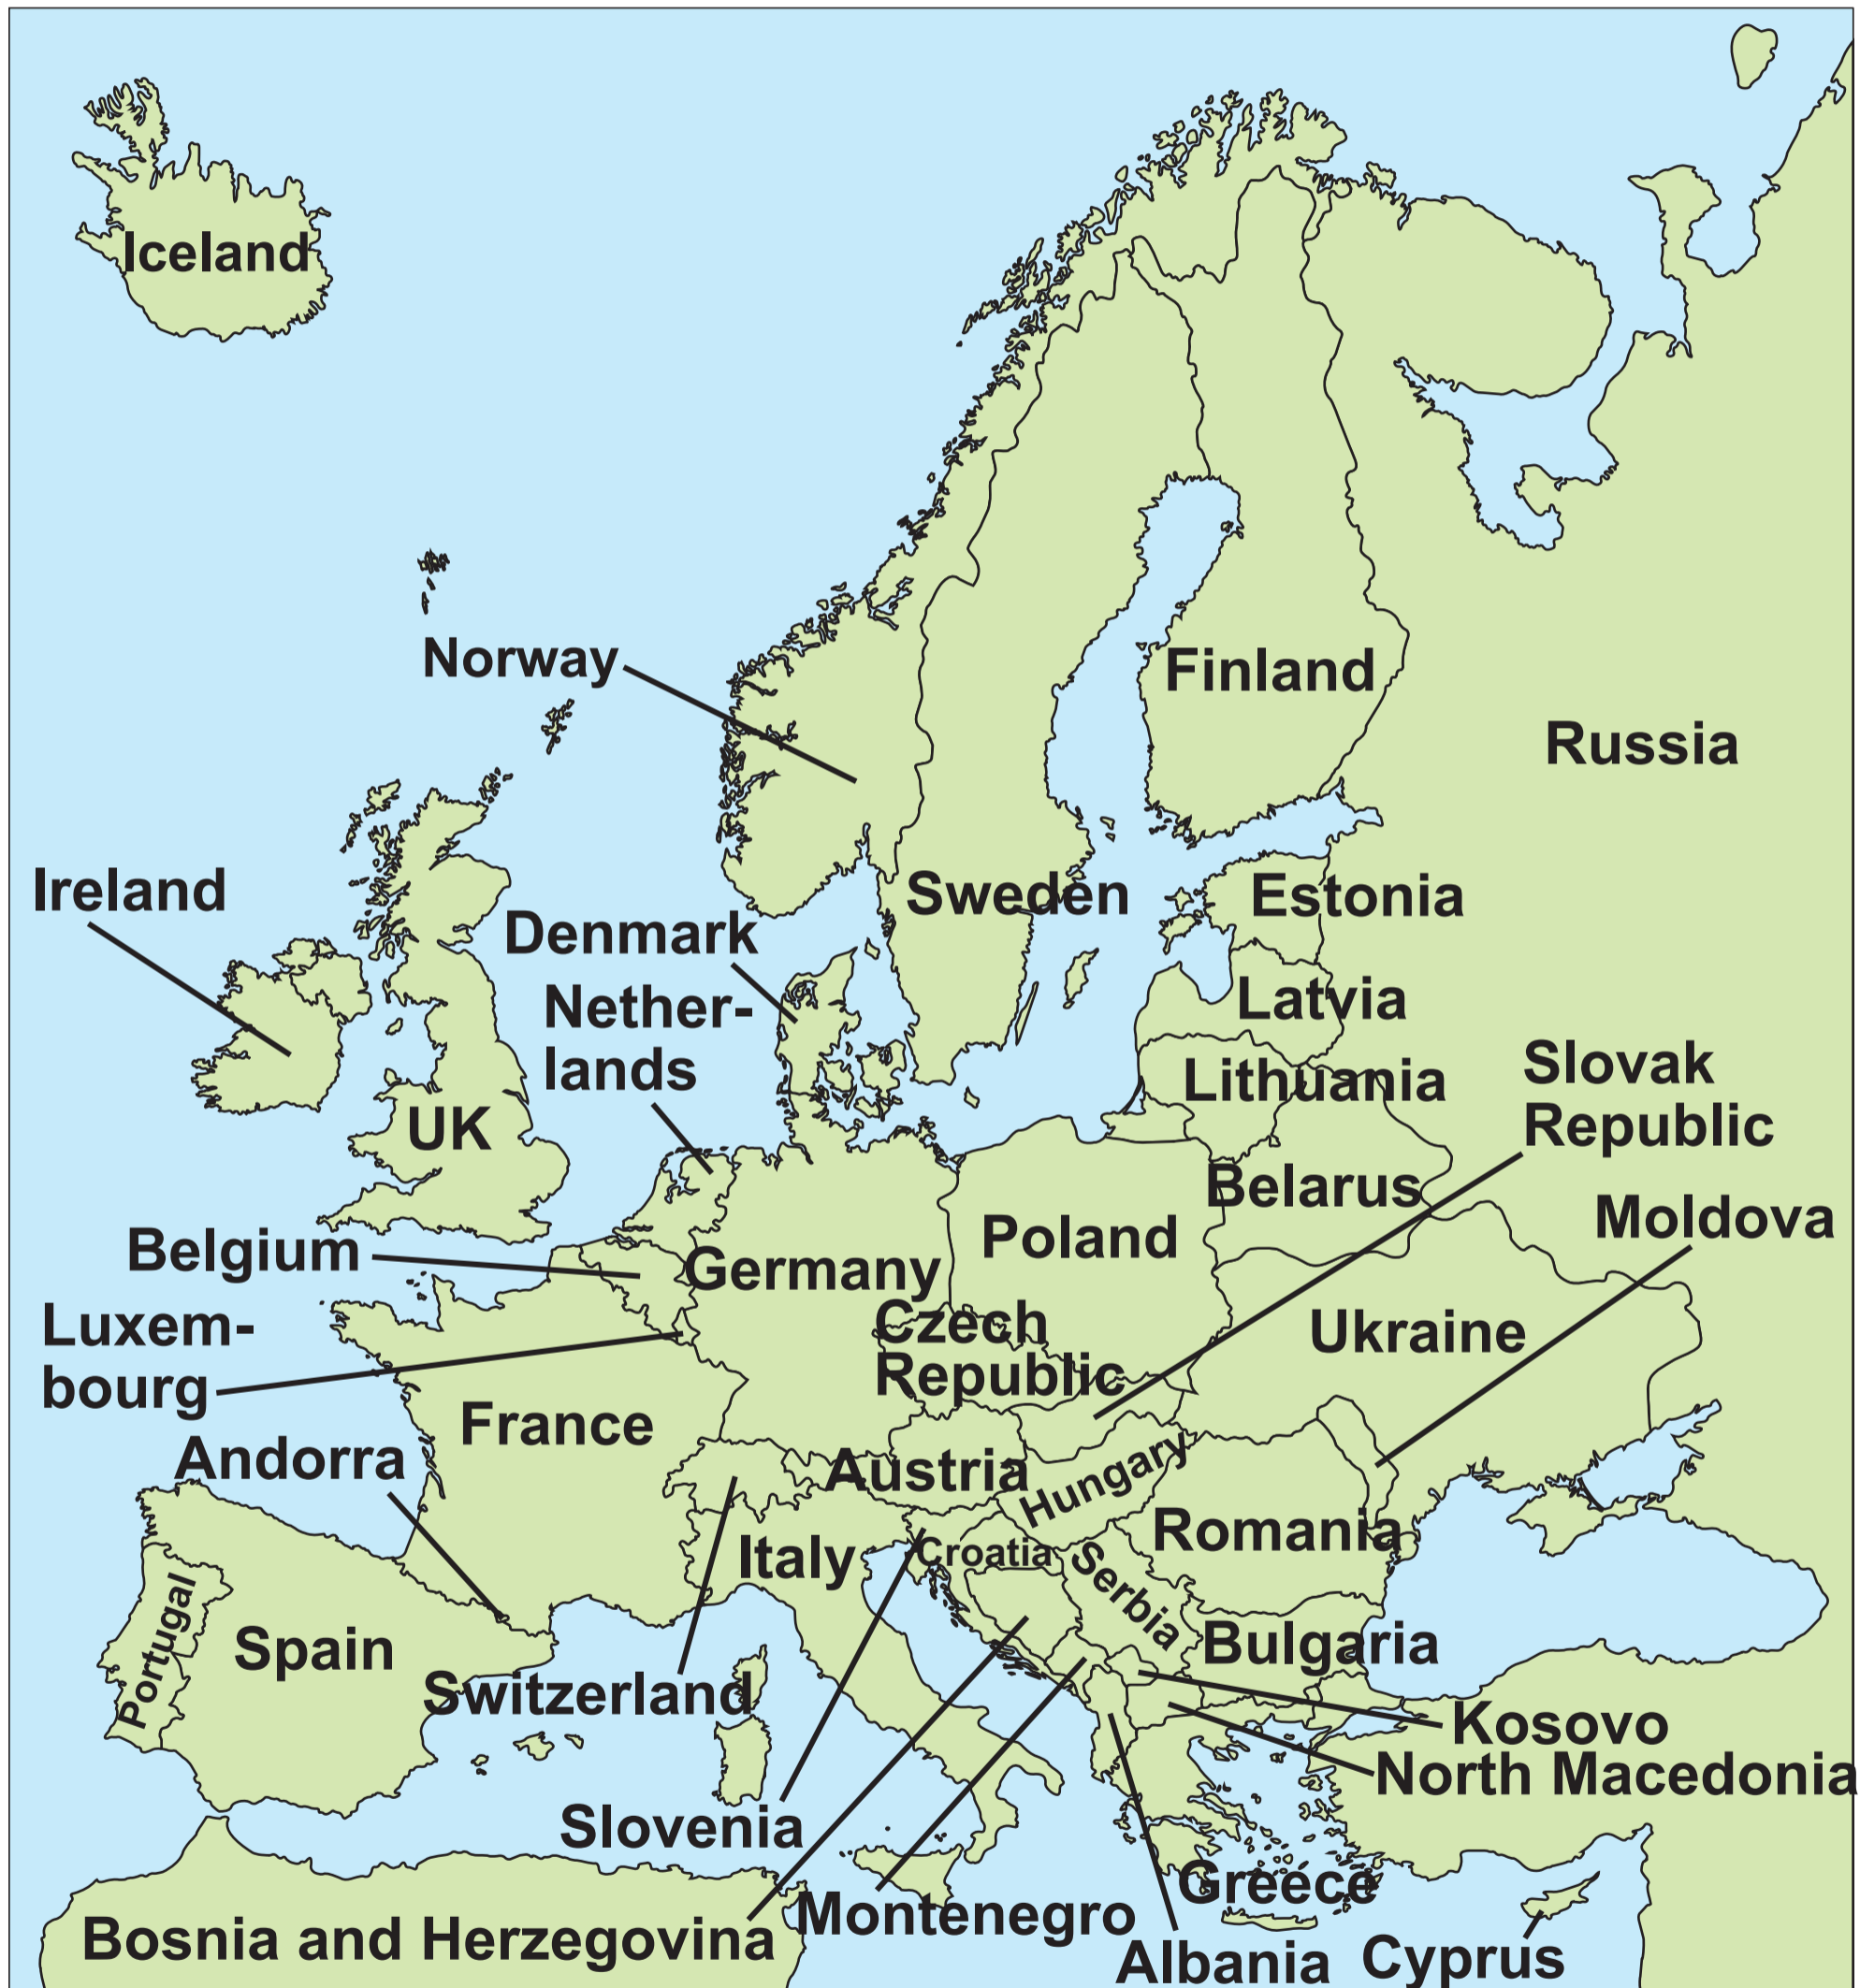 Iceland
Norway
Finland
Russia
Ireland
Sweden
Estonia
Denmark
Nether-
lands
Latvia
Slovak
Republic
Lithuania
UK
Belarus
Moldova
Poland
Belgium
Germany
Luxem-
bourg
Czech
Republic
Ukraine
France
Andorra
Austria
Hungary
Romania
Italy
Croatia
Serbia
Portugal
Spain
Bulgaria
Switzerland
Kosovo
North Macedonia
Slovenia
Greece
Montenegro
Bosnia and Herzegovina
Albania
Cyprus